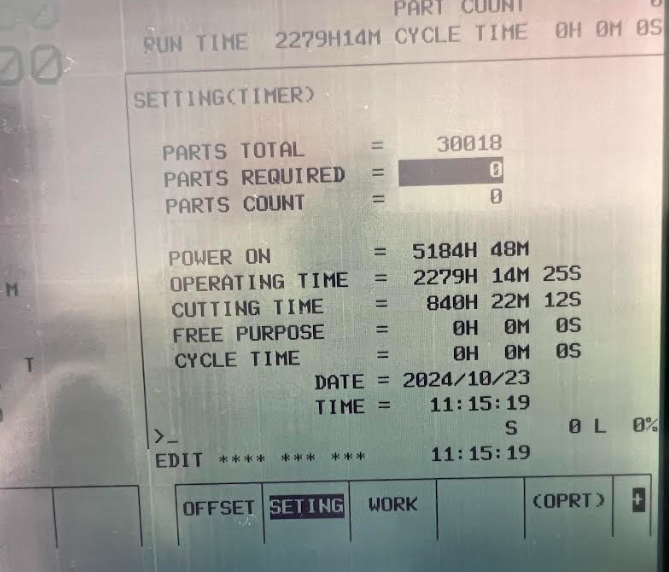 PART COUNT 0
RUN TIME 2279H14M CYCLE TIME 0H 0M 0S
00
SETTING(TIMER)
PARTS TOTAL = 30018
PARTS REQUIRED = 0
PARTS COUNT = 0
POWER ON = 5184H 48M
OPERATING TIME = 2279H 14M 25S
CUTTING TIME = 840H 22M 12S
FREE PURPOSE = 0H 0M 0S
CYCLE TIME = 0H 0M 0S
M
T
DATE = 2024/10/23
TIME = 11:15:19
S 0 L 0%
>_
EDIT **** *** *** 11:15:19
OFFSET SETING WORK (OPRT) +